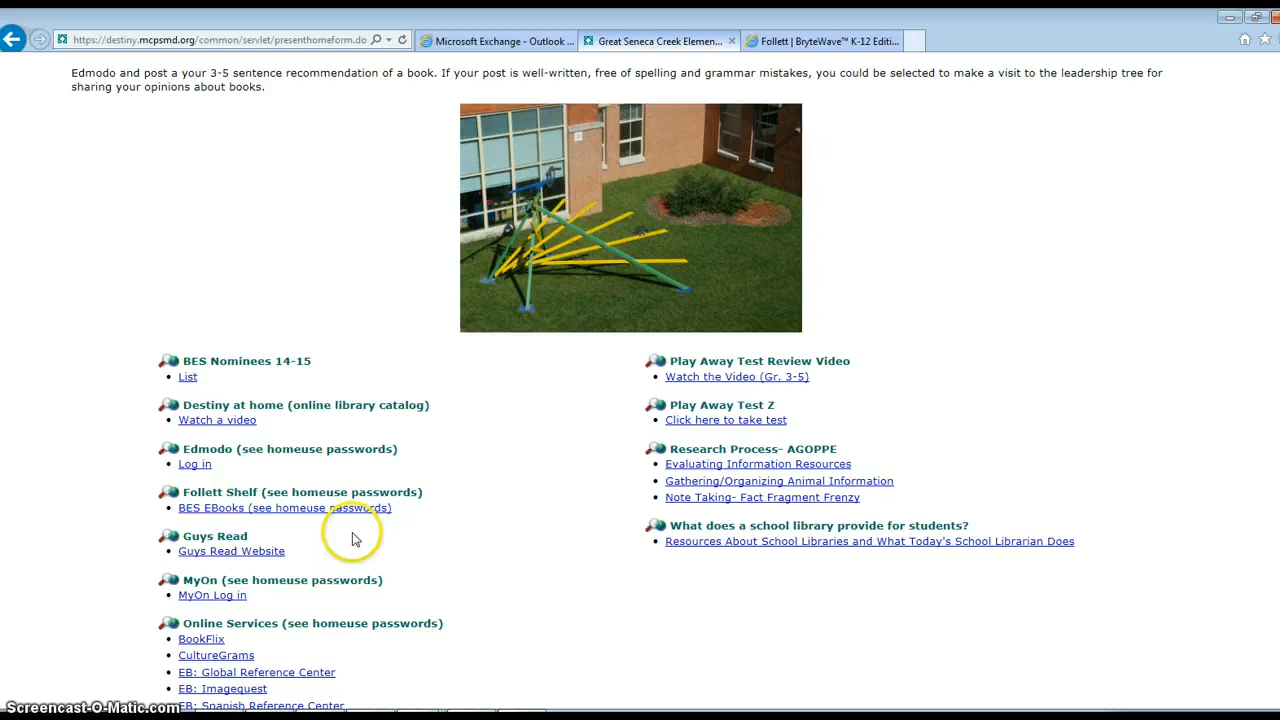 https://destiny.mcpsmd.org/common/servlet/presenthomeform.do
Microsoft Exchange - Outlook ...
Great Seneca Creek Elemen...
Follett | BryteWave™ K-12 Editi...
Edmodo and post a your 3-5 sentence recommendation of a book. If your post is well-written, free of spelling and grammar mistakes, you could be selected to make a visit to the leadership tree for
sharing your opinions about books.
BES Nominees 14-15
List
Destiny at home (online library catalog)
Watch a video
Edmodo (see homeuse passwords)
Log in
Follett Shelf (see homeuse passwords)
BES EBooks (see homeuse passwords)
Guys Read
Guys Read Website
MyOn (see homeuse passwords)
MyOn Log in
Online Services (see homeuse passwords)
BookFlix
CultureGrams
EB: Global Reference Center
EB: Imagequest
EB: Spanish Reference Center
Play Away Test Review Video
Watch the Video (Gr. 3-5)
Play Away Test Z
Click here to take test
Research Process- AGOPPE
Evaluating Information Resources
Gathering/Organizing Animal Information
Note Taking- Fact Fragment Frenzy
What does a school library provide for students?
Resources About School Libraries and What Today's School Librarian Does
Screencast-O-Matic.com